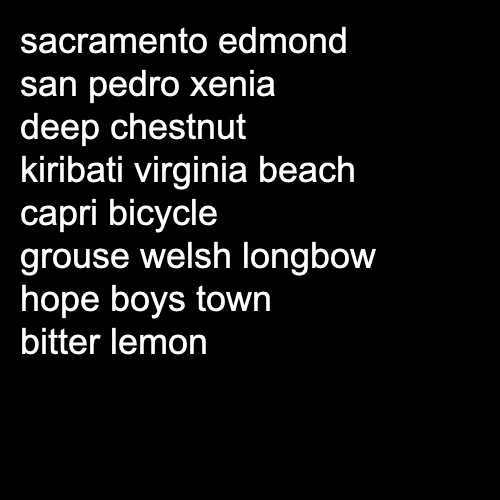 sacramento edmond
san pedro xenia
deep chestnut
kiribati virginia beach
capri bicycle
grouse welsh longbow
hope boys town
bitter lemon